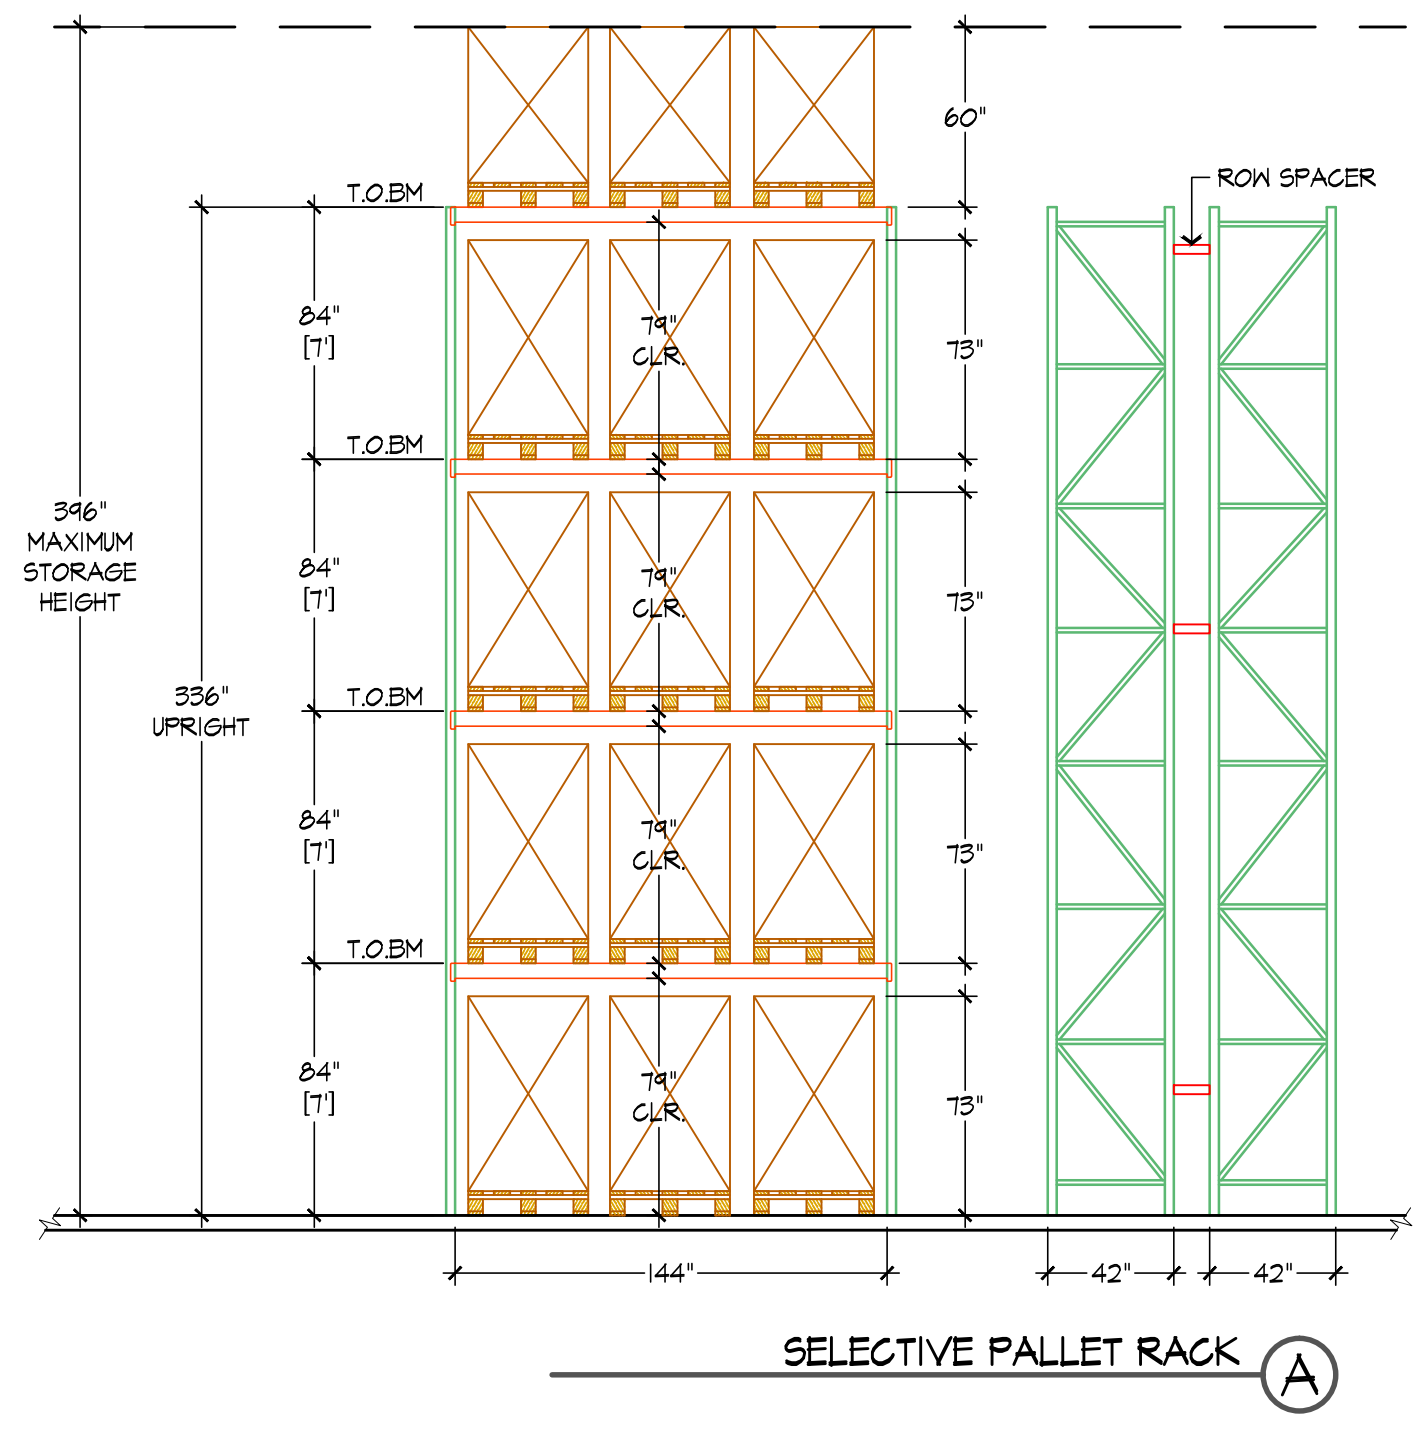 60"
ROW SPACER
T.O.BM
84"
[7']
79"
CLR.
73"
T.O.BM
396"
MAXIMUM
STORAGE
HEIGHT
84"
[7']
79"
CLR.
73"
336"
UPRIGHT
T.O.BM
84"
[7']
79"
CLR.
73"
T.O.BM
84"
[7']
79"
CLR.
73"
144"
42"
42"
SELECTIVE PALLET RACK
A